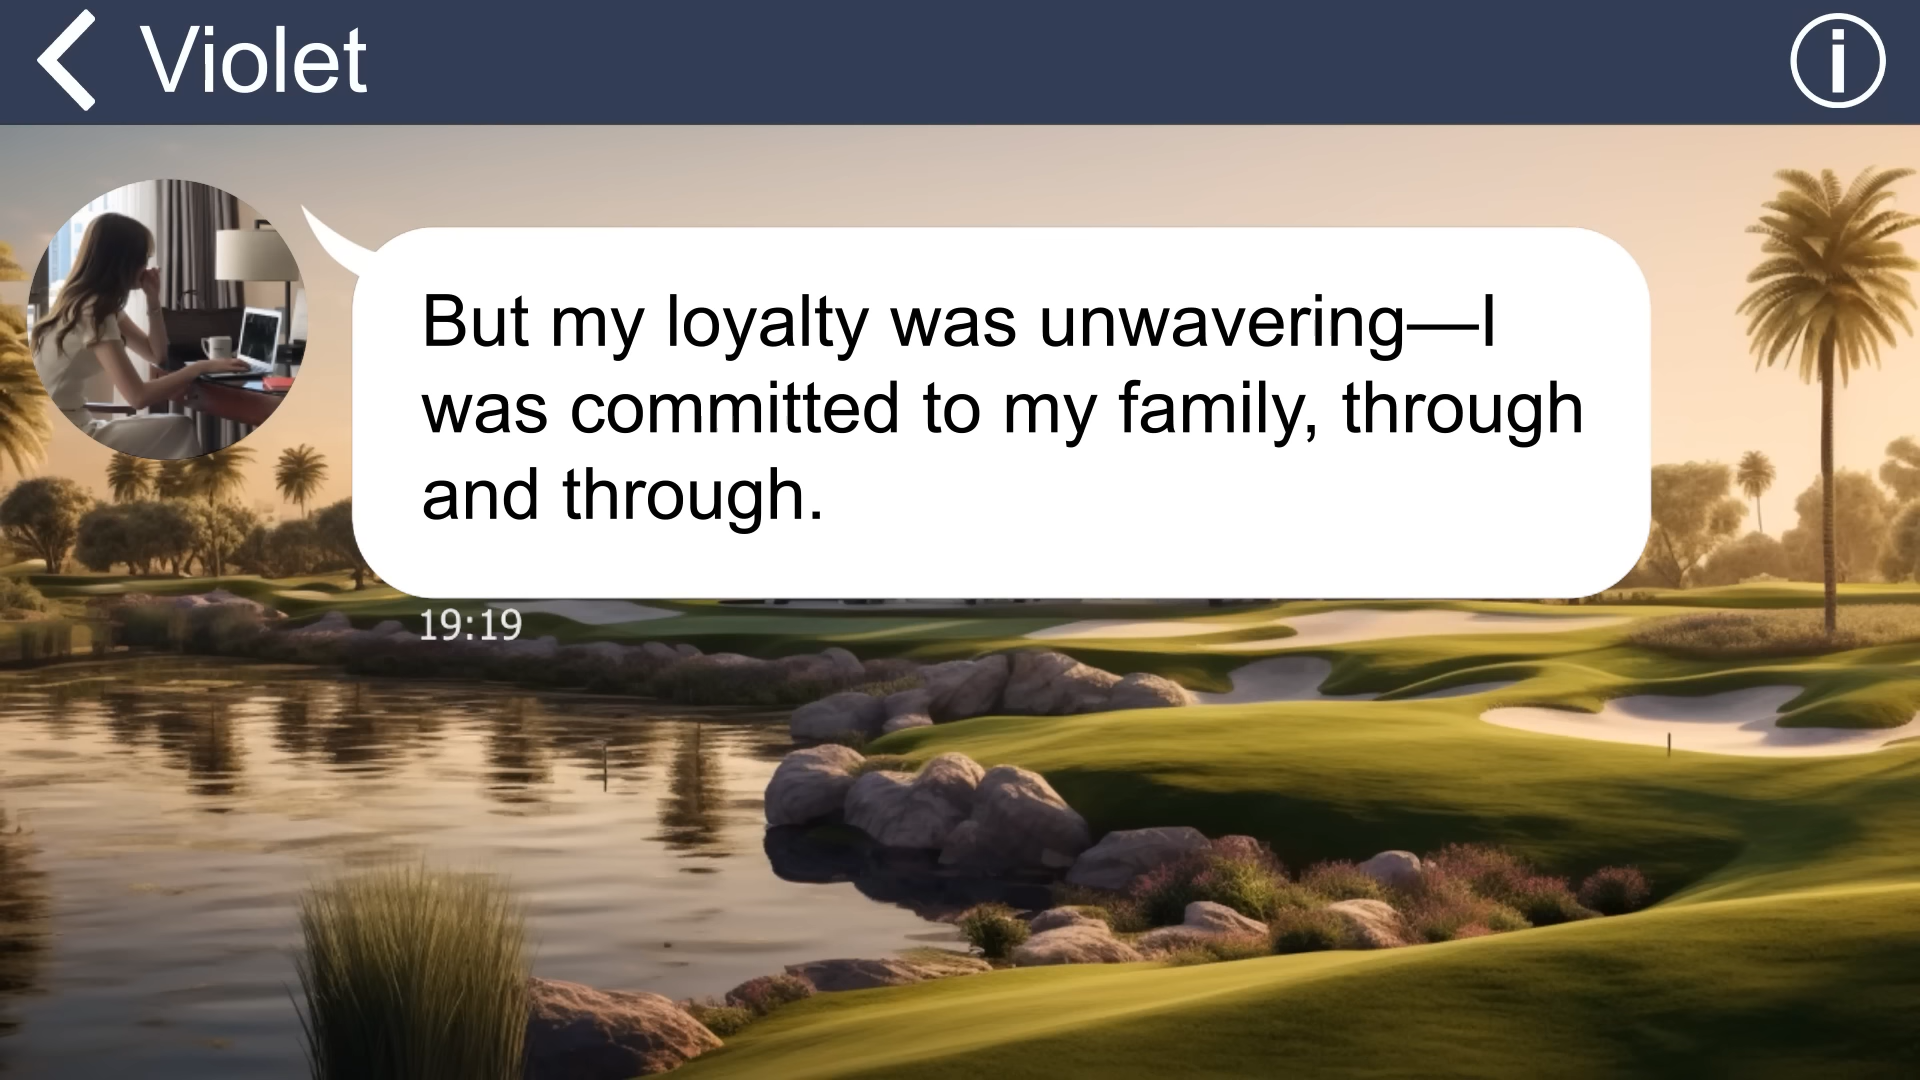 Violet
But my loyalty was unwavering—I
was committed to my family, through
and through.
19:19